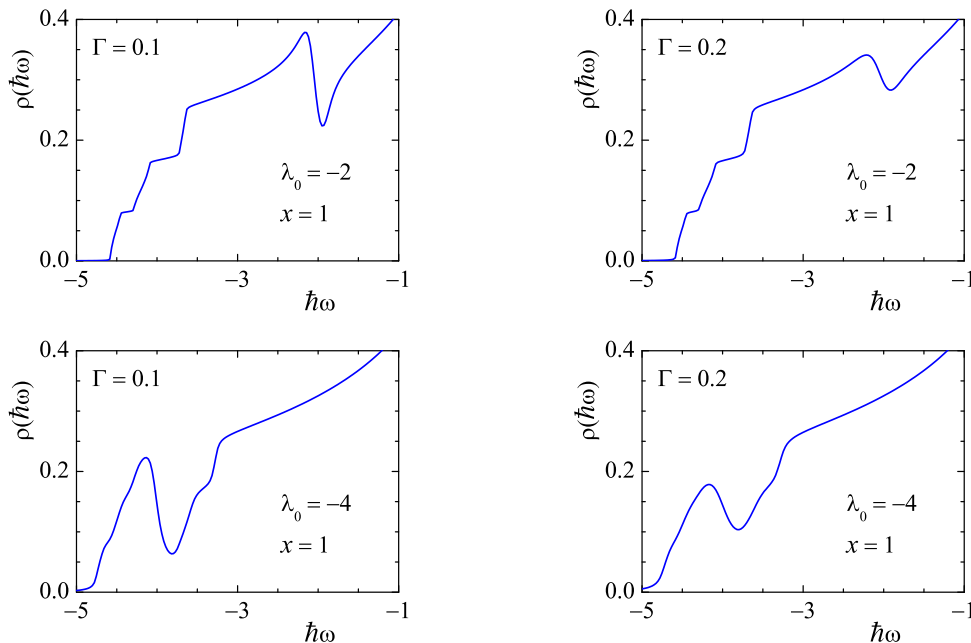 0.4
Γ = 0.1
ρ(ħω)
0.2
λ₀ = −2
x = 1
0.0
−5 −3 −1
ħω
0.4
Γ = 0.2
ρ(ħω)
0.2
λ₀ = −2
x = 1
0.0
−5 −3 −1
ħω
0.4
Γ = 0.1
ρ(ħω)
0.2
λ₀ = −4
x = 1
0.0
−5 −3 −1
ħω
0.4
Γ = 0.2
ρ(ħω)
0.2
λ₀ = −4
x = 1
0.0
−5 −3 −1
ħω